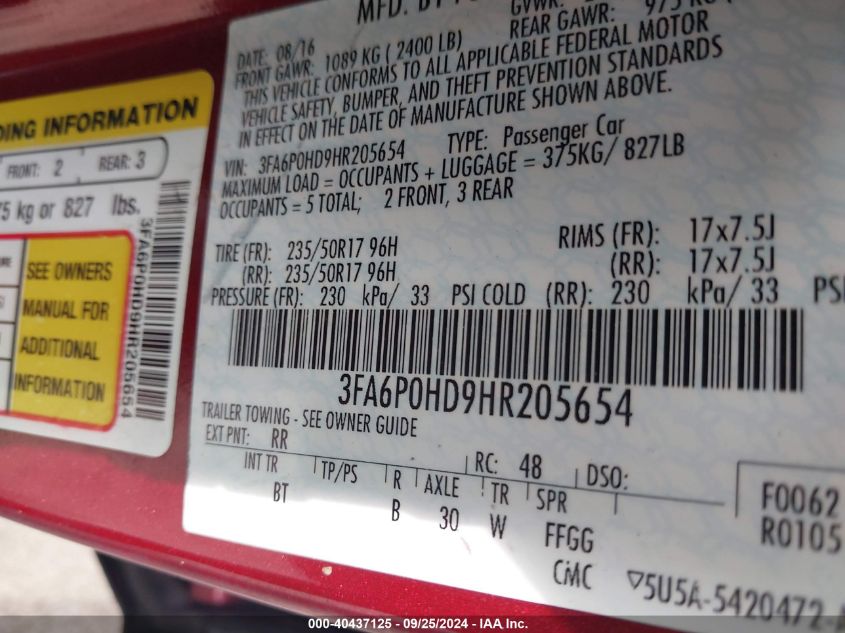 DING INFORMATION
FRONT: 2 REAR: 3
75 kg or 827 lbs.
SEE OWNERS
MANUAL FOR
ADDITIONAL
INFORMATION
3FA6P0HD9HR205654
MFD. BY
GVWR:
DATE: 08/16 REAR GAWR:
FRONT GAWR: 1089 KG ( 2400 LB)
THIS VEHICLE CONFORMS TO ALL APPLICABLE FEDERAL MOTOR
VEHICLE SAFETY, BUMPER, AND THEFT PREVENTION STANDARDS
IN EFFECT ON THE DATE OF MANUFACTURE SHOWN ABOVE.
VIN: 3FA6P0HD9HR205654 TYPE: Passenger Car
MAXIMUM LOAD = OCCUPANTS + LUGGAGE = 375KG/ 827LB
OCCUPANTS = 5 TOTAL; 2 FRONT, 3 REAR
TIRE (FR): 235/50R17 96H RIMS (FR): 17x7.5J
(RR): 235/50R17 96H (RR): 17x7.5J
PRESSURE (FR): 230 kPa/ 33 PSI COLD (RR): 230 kPa/ 33 PSI
3FA6P0HD9HR205654
TRAILER TOWING - SEE OWNER GUIDE
EXT PNT: RR RC: 48 DSO:
INT TR TP/PS R AXLE TR SPR
BT B 30 W FFGG
F0062
R0105
CMC ▽5U5A-5420472-
000-40437125 - 09/25/2024 - IAA Inc.